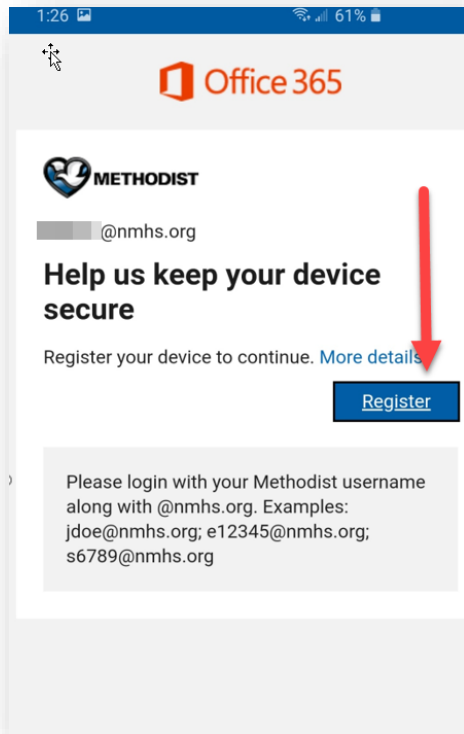 1:26 61%
Office 365
METHODIST
@nmhs.org
Help us keep your device
secure
Register your device to continue. More details
Register
Please login with your Methodist username
along with @nmhs.org. Examples:
jdoe@nmhs.org; e12345@nmhs.org;
s6789@nmhs.org